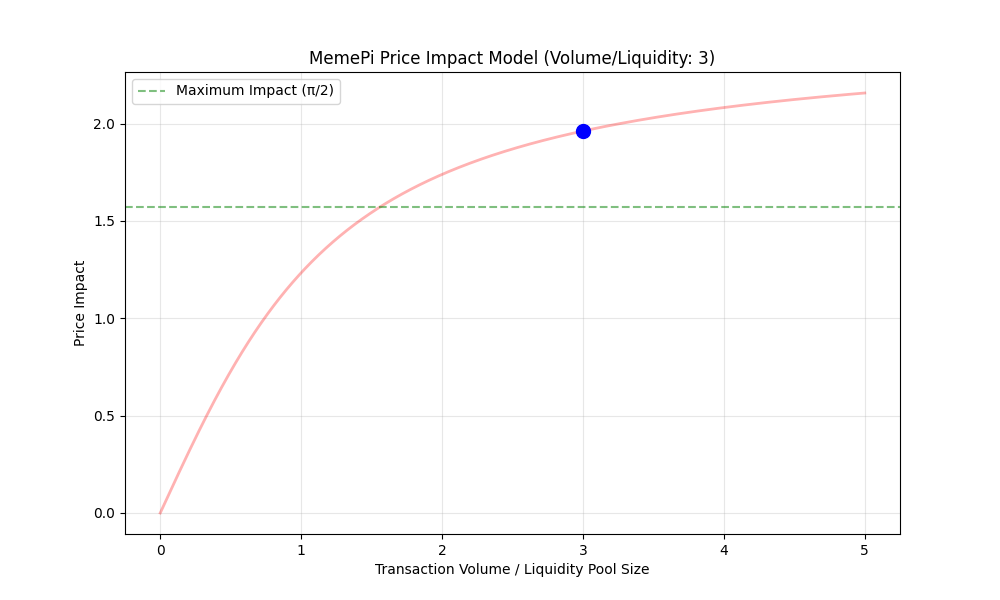 MemePi Price Impact Model (Volume/Liquidity: 3)
Maximum Impact (π/2)
2.0
1.5
1.0
0.5
0.0
Price Impact
0 1 2 3 4 5
Transaction Volume / Liquidity Pool Size